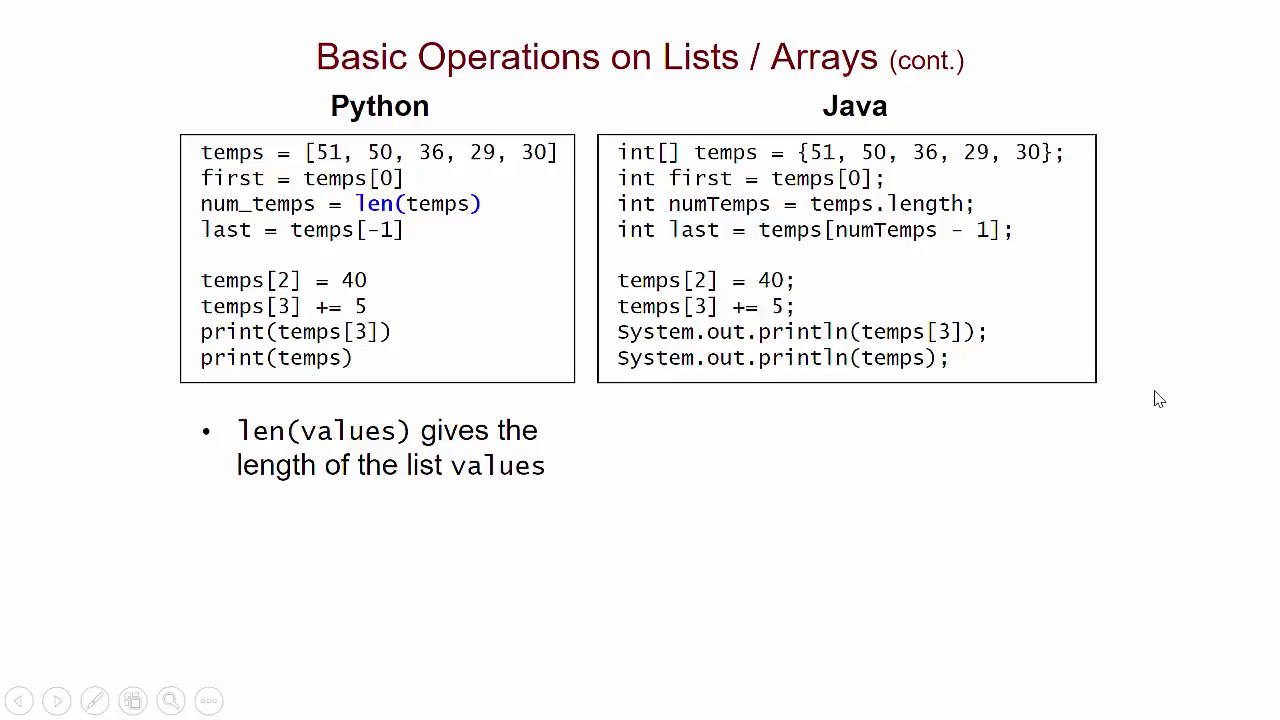 Basic Operations on Lists / Arrays (cont.)
Python
temps = [51, 50, 36, 29, 30]
first = temps[0]
num_temps = len(temps)
last = temps[-1]
temps[2] = 40
temps[3] += 5
print(temps[3])
print(temps)
Java
int[] temps = {51, 50, 36, 29, 30};
int first = temps[0];
int numTemps = temps.length;
int last = temps[numTemps - 1];
temps[2] = 40;
temps[3] += 5;
System.out.println(temps[3]);
System.out.println(temps);
• len(values) gives the
length of the list values